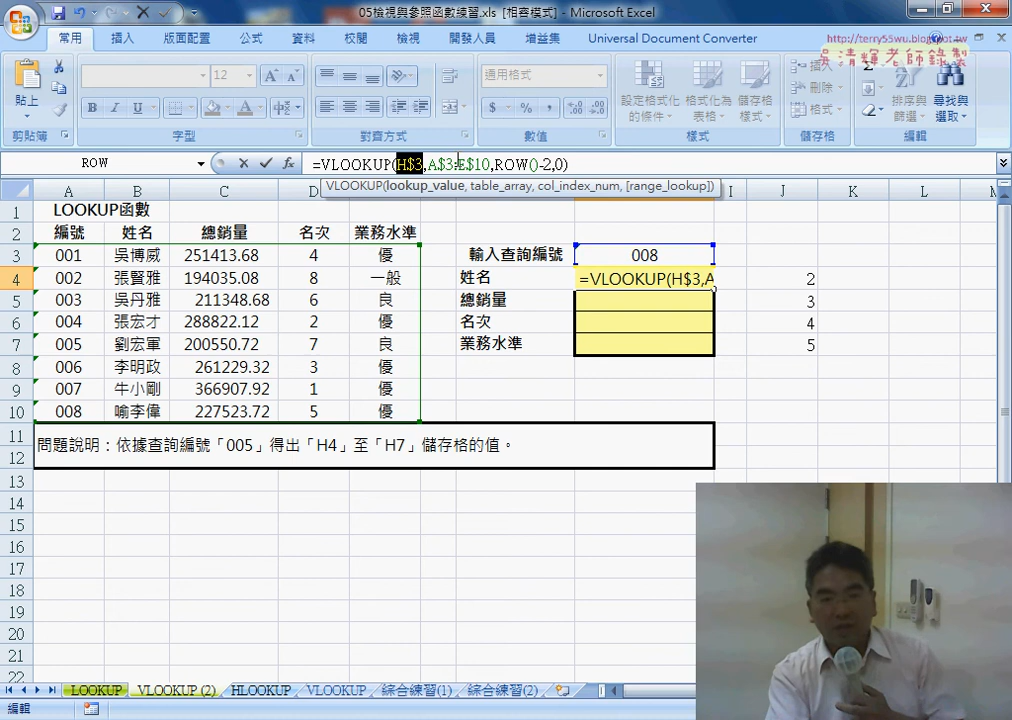 05檢視與參照函數練習.xls [相容模式] - Microsoft Excel
常用 插入 版面配置 公式 資料 校閱 檢視 開發人員 增益集 Universal Document Converter
http://terry55wu.blogspot.tw
吳清輝老師錄製
貼上 12 通用格式 設定格式化的條件 格式化為表格 儲存格樣式 插入 刪除 格式 排序與篩選 尋找與選取
剪貼簿 字型 對齊方式 數值 樣式 儲存格 編輯
ROW =VLOOKUP(H$3,A$3:E$10,ROW()-2,0)
VLOOKUP(lookup_value, table_array, col_index_num, [range_lookup])
A B C D I J K L M
1 LOOKUP函數
2 編號 姓名 總銷量 名次 業務水準
3 001 吳博威 251413.68 4 優 輸入查詢編號 008
4 002 張賢雅 194035.08 8 一般 姓名 =VLOOKUP(H$3,A 2
5 003 吳丹雅 211348.68 6 良 總銷量 3
6 004 張宏才 288822.12 2 優 名次 4
7 005 劉宏軍 200550.72 7 良 業務水準 5
8 006 李明政 261229.32 3 優
9 007 牛小剛 366907.92 1 優
10 008 喻李偉 227523.72 5 優
11 問題說明：依據查詢編號「005」得出「H4」至「H7」儲存格的值。
12
13
14
15
16
17
18
19
20
21
22
LOOKUP VLOOKUP (2) HLOOKUP VLOOKUP 綜合練習(1) 綜合練習(2)
編輯